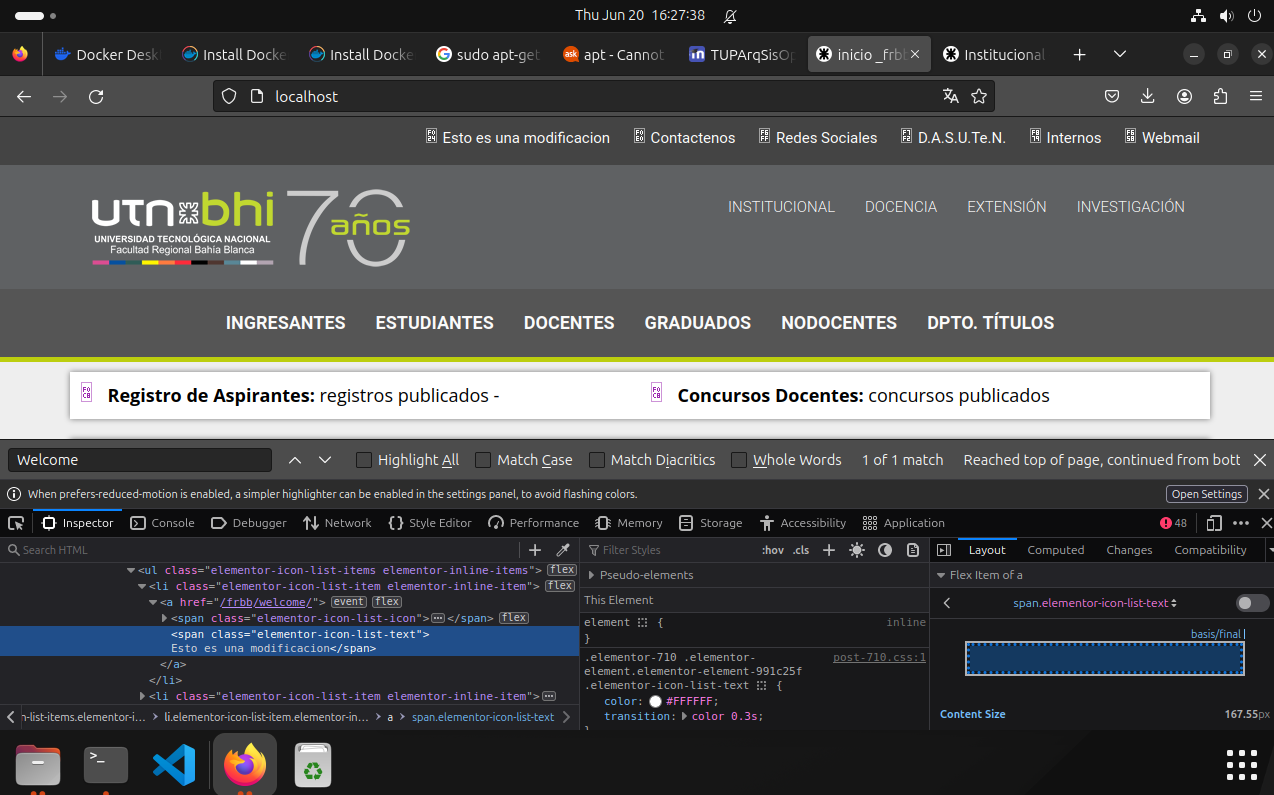 Thu Jun 20 16:27:38
Docker Desk
Install Docke
Install Docke
sudo apt-get
apt - Cannot
TUPArqSisOp
inicio _frbb
Institucional
localhost
Esto es una modificacion
Contactenos
Redes Sociales
D.A.S.U.Te.N.
Internos
Webmail
utn bhi 70 años
UNIVERSIDAD TECNOLÓGICA NACIONAL
Facultad Regional Bahía Blanca
INSTITUCIONAL DOCENCIA EXTENSIÓN INVESTIGACIÓN
INGRESANTES ESTUDIANTES DOCENTES GRADUADOS NODOCENTES DPTO. TÍTULOS
Registro de Aspirantes: registros publicados -
Concursos Docentes: concursos publicados
Welcome
Highlight All
Match Case
Match Diacritics
Whole Words
1 of 1 match
Reached top of page, continued from bott
When prefers-reduced-motion is enabled, a simpler highlighter can be enabled in the settings panel, to avoid flashing colors.
Open Settings
Inspector
Console
Debugger
Network
Style Editor
Performance
Memory
Storage
Accessibility
Application
48
Search HTML
<ul class="elementor-icon-list-items elementor-inline-items"> flex
<li class="elementor-icon-list-item elementor-inline-item"> flex
<a href="/frbb/welcome/"> event flex
<span class="elementor-icon-list-icon"> </span> flex
<span class="elementor-icon-list-text">
Esto es una modificacion</span>
</a>
</li>
<li class="elementor-icon-list-item elementor-inline-item">
n-list-items.elementor-i… > li.elementor-icon-list-item.elementor-in… > a > span.elementor-icon-list-text
Filter Styles
:hov .cls
Pseudo-elements
This Element
element { inline
}
.elementor-710 .elementor- post-710.css:1
element.elementor-element-991c25f
.elementor-icon-list-text {
color: #FFFFFF;
transition: color 0.3s;
}
Layout Computed Changes Compatibility
Flex Item of a
span.elementor-icon-list-text
basis/final
Content Size 167.55px